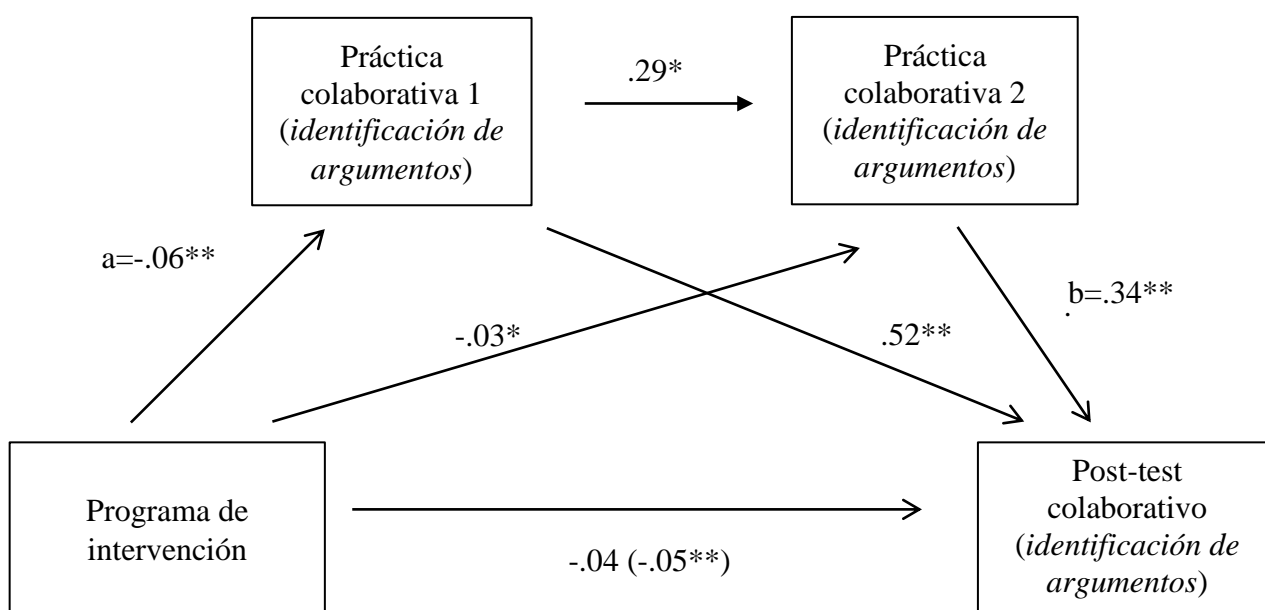 Práctica
colaborativa 1
(identificación de
argumentos)
.29*
Práctica
colaborativa 2
(identificación de
argumentos)
a=-.06**
-.03*
.52**
b=.34**
Programa de
intervención
-.04 (-.05**)
Post-test
colaborativo
(identificación de
argumentos)